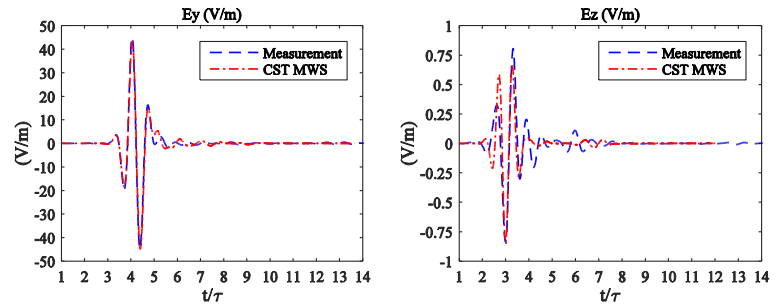 Ey (V/m)
50
40
30
20
10
0
-10
-20
-30
-40
-50
(V/m)
Measurement
CST MWS
1 2 3 4 5 6 7 8 9 10 11 12 13 14
t/τ
Ez (V/m)
1
0.75
0.5
0.25
0
-0.25
-0.5
-0.75
-1
(V/m)
Measurement
CST MWS
1 2 3 4 5 6 7 8 9 10 11 12 13 14
t/τ